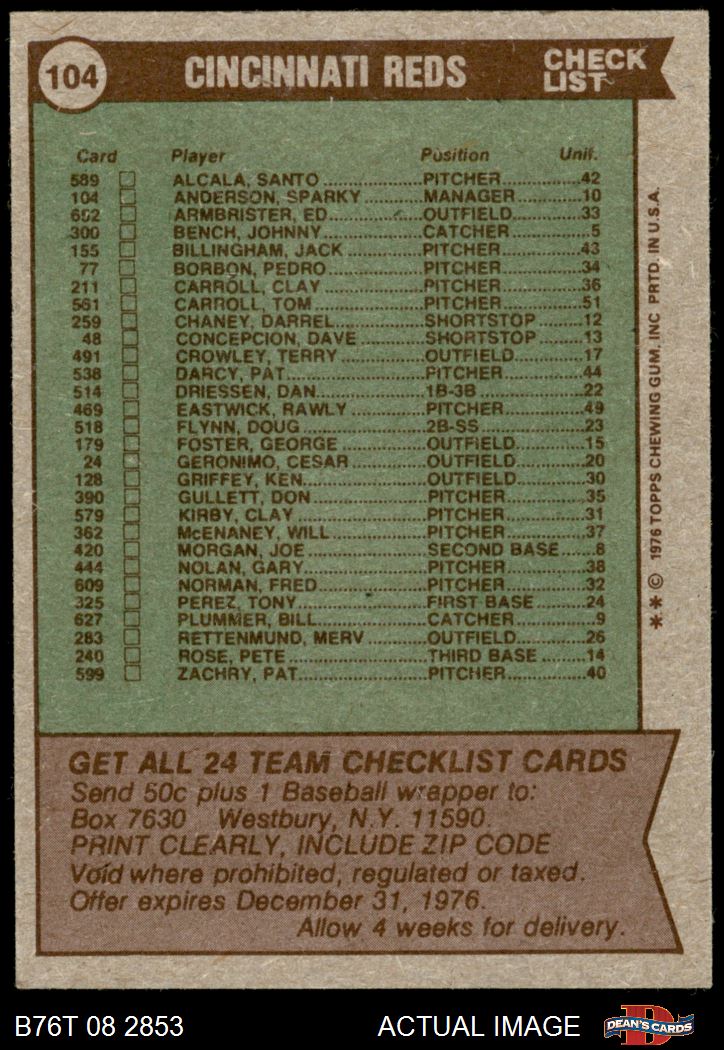 104 CINCINNATI REDS CHECK LIST
Card Player Position Unif.
589 ALCALA, SANTO PITCHER 42
104 ANDERSON, SPARKY MANAGER 10
652 ARMBRISTER, ED OUTFIELD 33
300 BENCH, JOHNNY CATCHER 5
155 BILLINGHAM, JACK PITCHER 43
77 BORBON, PEDRO PITCHER 34
211 CARROLL, CLAY PITCHER 36
561 CARROLL, TOM PITCHER 51
259 CHANEY, DARREL SHORTSTOP 12
48 CONCEPCION, DAVE SHORTSTOP 13
491 CROWLEY, TERRY OUTFIELD 17
538 DARCY, PAT PITCHER 44
514 DRIESSEN, DAN 1B-3B 22
469 EASTWICK, RAWLY PITCHER 49
518 FLYNN, DOUG 2B-SS 23
179 FOSTER, GEORGE OUTFIELD 15
24 GERONIMO, CESAR OUTFIELD 20
128 GRIFFEY, KEN OUTFIELD 30
390 GULLETT, DON PITCHER 35
579 KIRBY, CLAY PITCHER 31
362 McENANEY, WILL PITCHER 37
420 MORGAN, JOE SECOND BASE 8
444 NOLAN, GARY PITCHER 38
609 NORMAN, FRED PITCHER 32
325 PEREZ, TONY FIRST BASE 24
627 PLUMMER, BILL CATCHER 9
283 RETTENMUND, MERV OUTFIELD 26
240 ROSE, PETE THIRD BASE 14
599 ZACHRY, PAT PITCHER 40
**© 1976 TOPPS CHEWING GUM, INC PRTD. IN U.S.A.
GET ALL 24 TEAM CHECKLIST CARDS
Send 50c plus 1 Baseball wrapper to:
Box 7630 Westbury, N.Y. 11590.
PRINT CLEARLY, INCLUDE ZIP CODE
Void where prohibited, regulated or taxed.
Offer expires December 31, 1976.
Allow 4 weeks for delivery.
B76T 08 2853 ACTUAL IMAGE DEAN'S CARDS